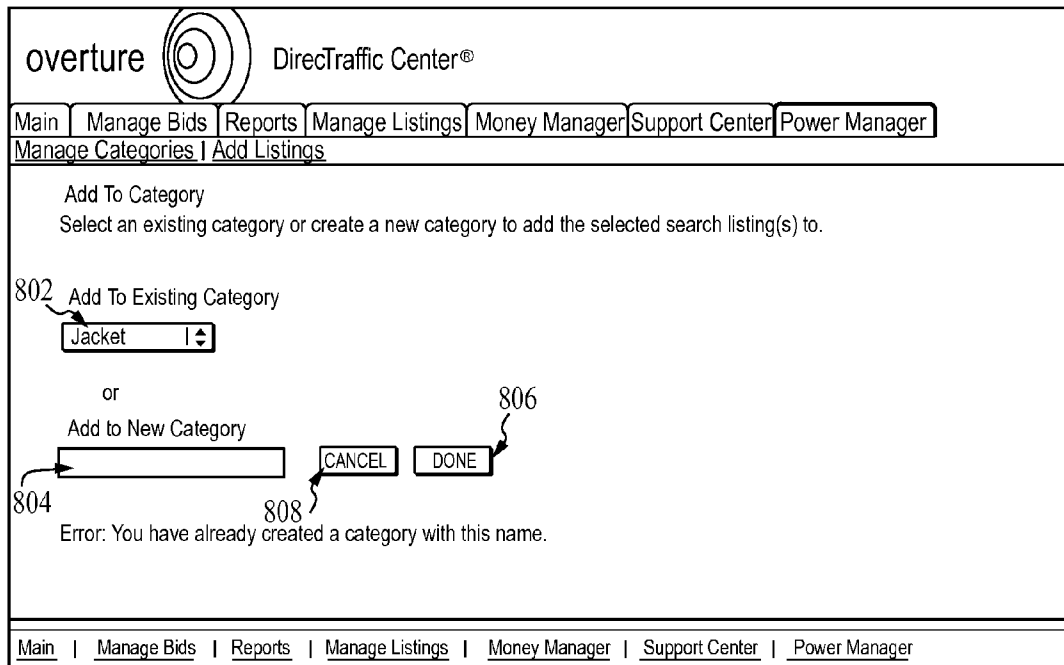 overture DirecTraffic Center®
Main Manage Bids Reports Manage Listings Money Manager Support Center Power Manager
Manage Categories | Add Listings
Add To Category
Select an existing category or create a new category to add the selected search listing(s) to.
802 Add To Existing Category
Jacket
or
806
Add to New Category
CANCEL DONE
804
808
Error: You have already created a category with this name.
Main | Manage Bids | Reports | Manage Listings | Money Manager | Support Center | Power Manager